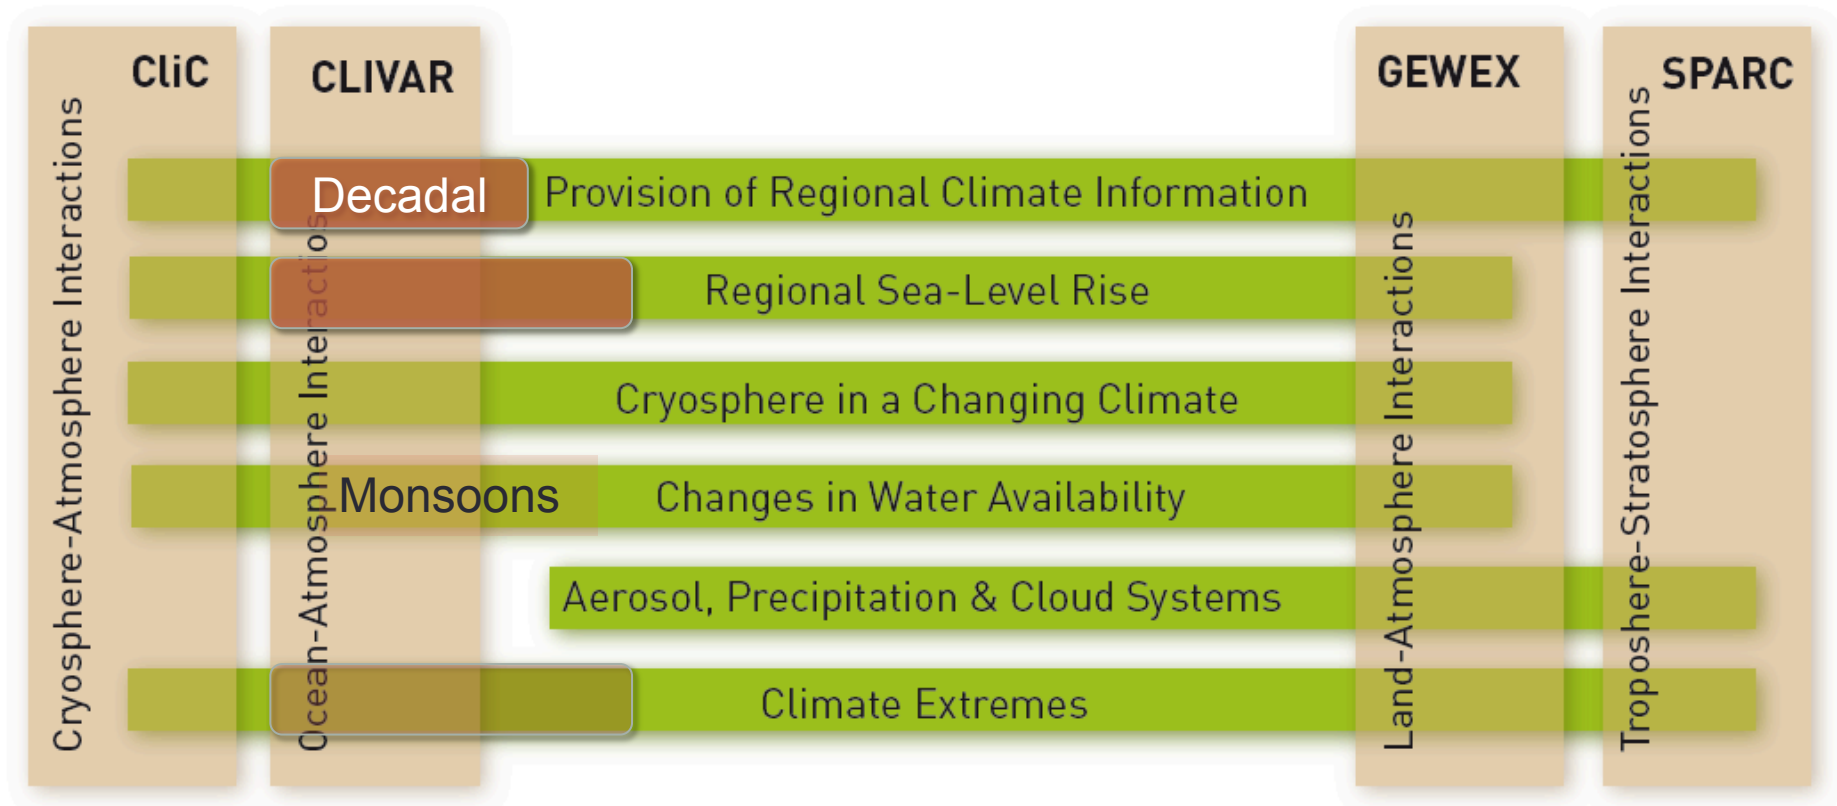 CliC
CLIVAR
GEWEX
SPARC
Cryosphere-Atmosphere Interactions
Ocean-Atmosphere Interactios
Land-Atmosphere Interactions
Troposhere-Stratosphere Interactions
Decadal
Provision of Regional Climate Information
Regional Sea-Level Rise
Cryosphere in a Changing Climate
Monsoons
Changes in Water Availability
Aerosol, Precipitation & Cloud Systems
Climate Extremes